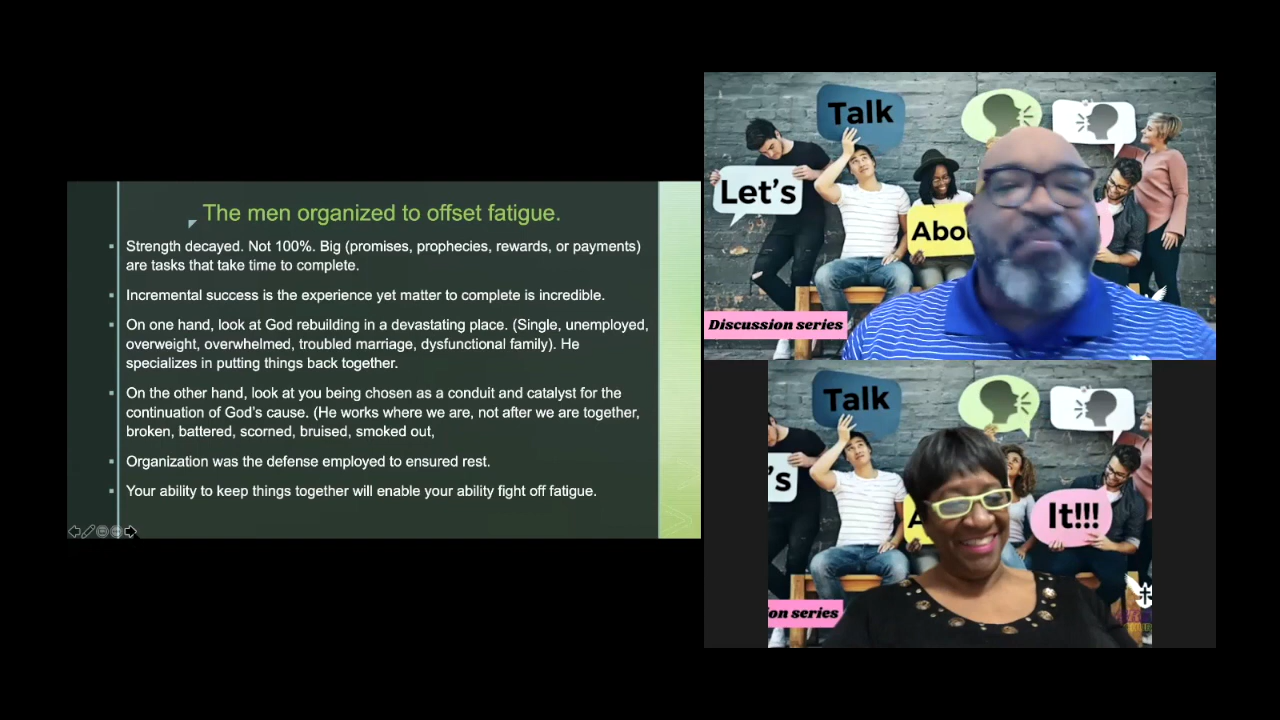 The men organized to offset fatigue.
Strength decayed. Not 100%. Big (promises, prophecies, rewards, or payments)
are tasks that take time to complete.
Incremental success is the experience yet matter to complete is incredible.
On one hand, look at God rebuilding in a devastating place. (Single, unemployed,
overweight, overwhelmed, troubled marriage, dysfunctional family). He
specializes in putting things back together.
On the other hand, look at you being chosen as a conduit and catalyst for the
continuation of God's cause. (He works where we are, not after we are together,
broken, battered, scorned, bruised, smoked out,
Organization was the defense employed to ensured rest.
Your ability to keep things together will enable your ability fight off fatigue.
Talk
Let's
Abo
Discussion series
Talk
's
A
It!!!
ion series